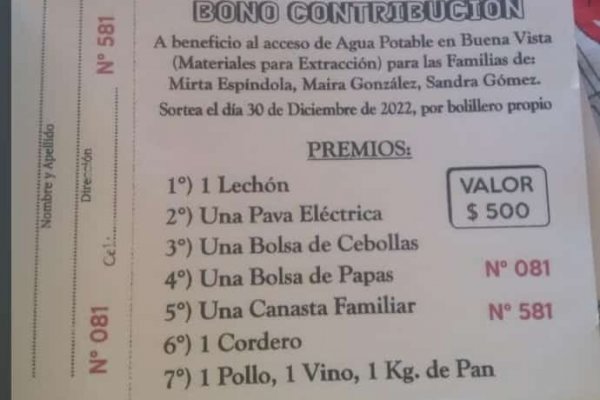 BONO CONTRIBUCIÓN
A beneficio al acceso de Agua Potable en Buena Vista
(Materiales para Extracción) para las Familias de:
Mirta Espíndola, Maira González, Sandra Gómez.
Sortea el día 30 de Diciembre de 2022, por bolillero propio
PREMIOS:
1°) 1 Lechón
2°) Una Pava Eléctrica
3°) Una Bolsa de Cebollas
4°) Una Bolsa de Papas
5°) Una Canasta Familiar
6°) 1 Cordero
7°) 1 Pollo, 1 Vino, 1 Kg. de Pan
VALOR
$ 500
N° 081
N° 581
Nombre y Apellido
Dirección
Cel.:
N° 081
N° 581